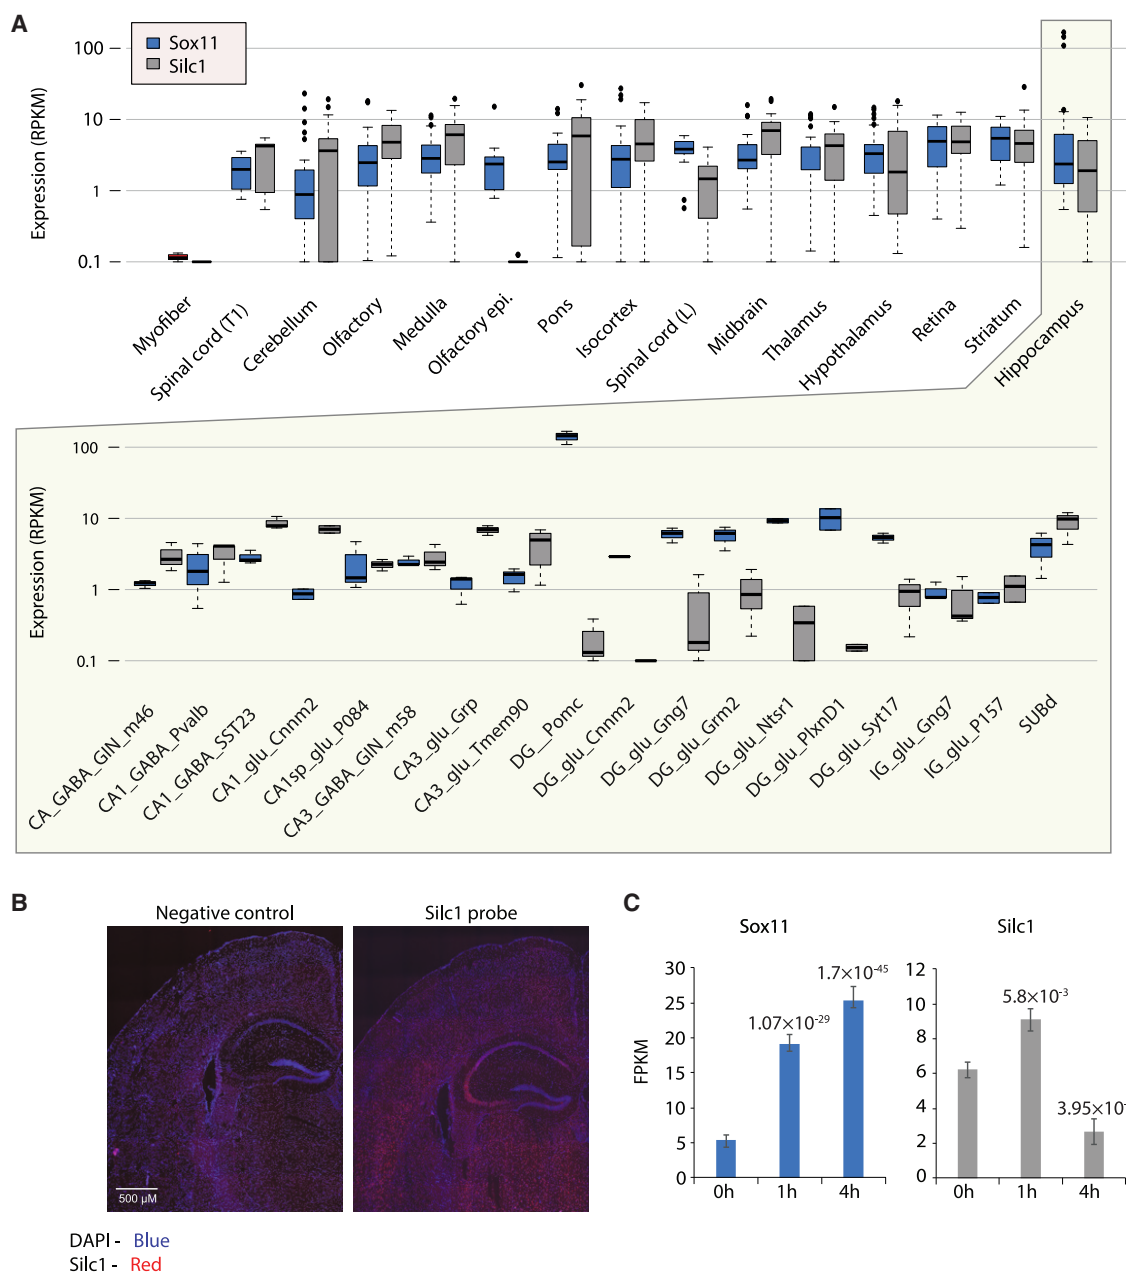 A
Sox11
Silc1
Expression (RPKM)
100
10
1
0.1
Myofiber
Spinal cord (T1)
Cerebellum
Olfactory
Medulla
Olfactory epi.
Pons
Isocortex
Spinal cord (L)
Midbrain
Thalamus
Hypothalamus
Retina
Striatum
Hippocampus
Expression (RPKM)
100
10
1
0.1
CA_GABA_GIN_m46
CA1_GABA_Pvalb
CA1_GABA_SST23
CA1_glu_Cnnm2
CA1sp_glu_P084
CA3_GABA_GIN_m58
CA3_glu_Grp
CA3_glu_Tmem90
DG__Pomc
DG_glu_Cnnm2
DG_glu_Gng7
DG_glu_Grm2
DG_glu_Ntsr1
DG_glu_PlxnD1
DG_glu_Syt17
IG_glu_Gng7
IG_glu_P157
SUBd
B
Negative control
Silc1 probe
500 µM
DAPI - Blue
Silc1 - Red
C
Sox11
FPKM
30
25
20
15
10
5
0
1.07×10-29
1.7×10-45
0h 1h 4h
Silc1
12
10
8
6
4
2
0
5.8×10-3
3.95×10-
0h 1h 4h